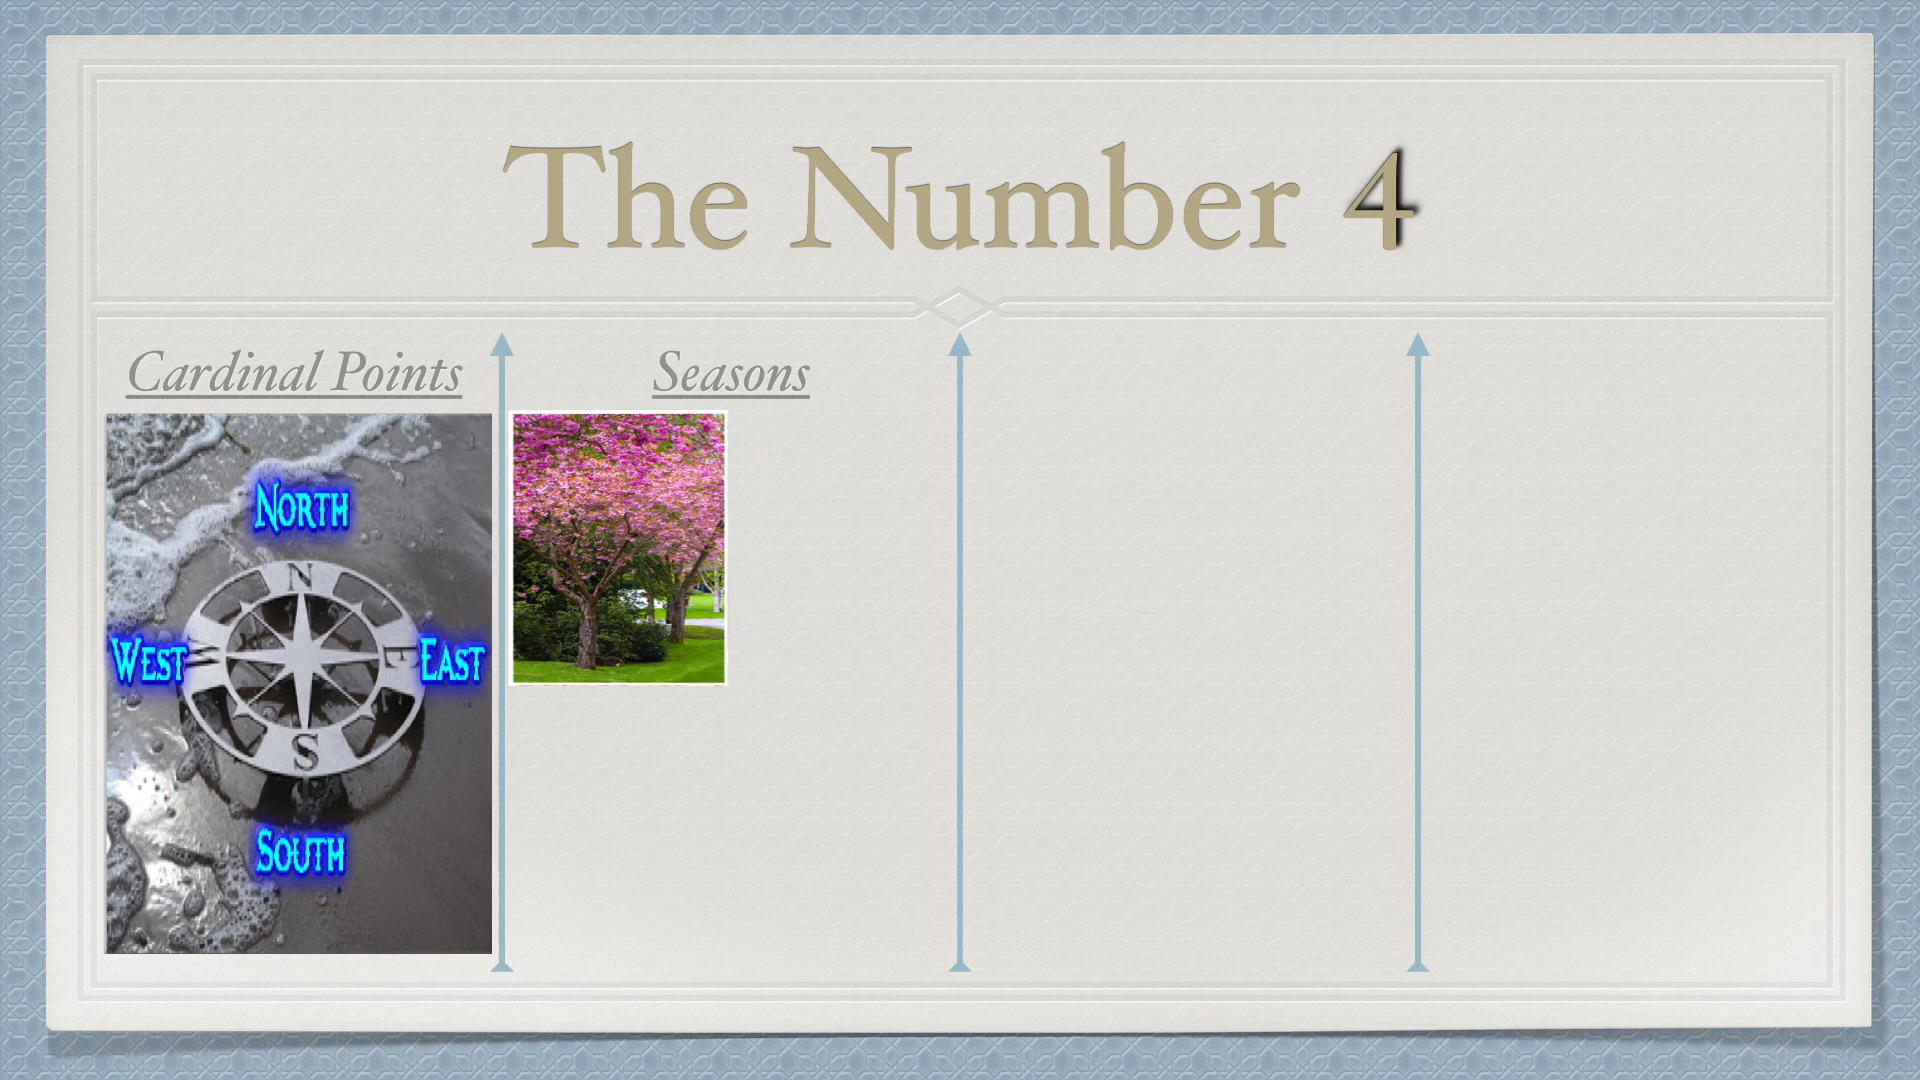 The Number 4
Cardinal Points
Seasons
North
N
West
W
E
East
S
South